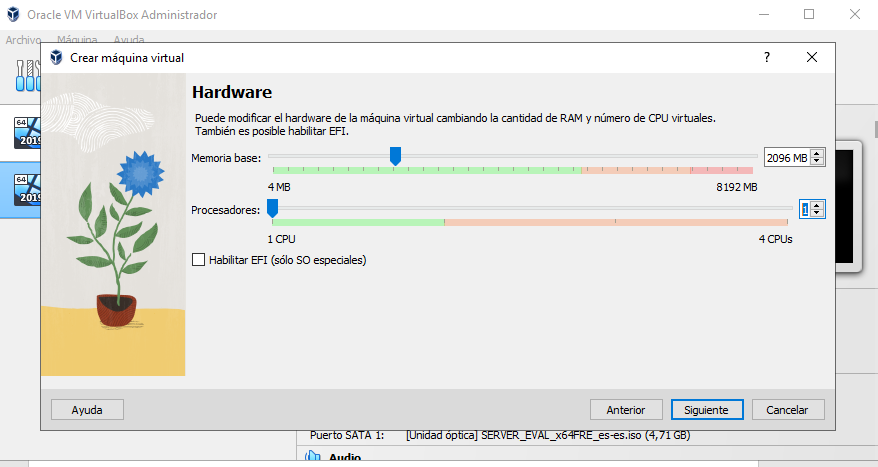 Oracle VM VirtualBox Administrador
Archivo Máquina Ayuda
Crear máquina virtual
?
Hardware
Puede modificar el hardware de la máquina virtual cambiando la cantidad de RAM y número de CPU virtuales.
También es posible habilitar EFI.
Memoria base:
2096 MB
4 MB
8192 MB
Procesadores:
1
1 CPU
4 CPUs
Habilitar EFI (sólo SO especiales)
64
2019
64
2019
Ayuda
Anterior
Siguiente
Cancelar
Puerto SATA 1: [Unidad óptica] SERVER_EVAL_x64FRE_es-es.iso (4,71 GB)
Audio